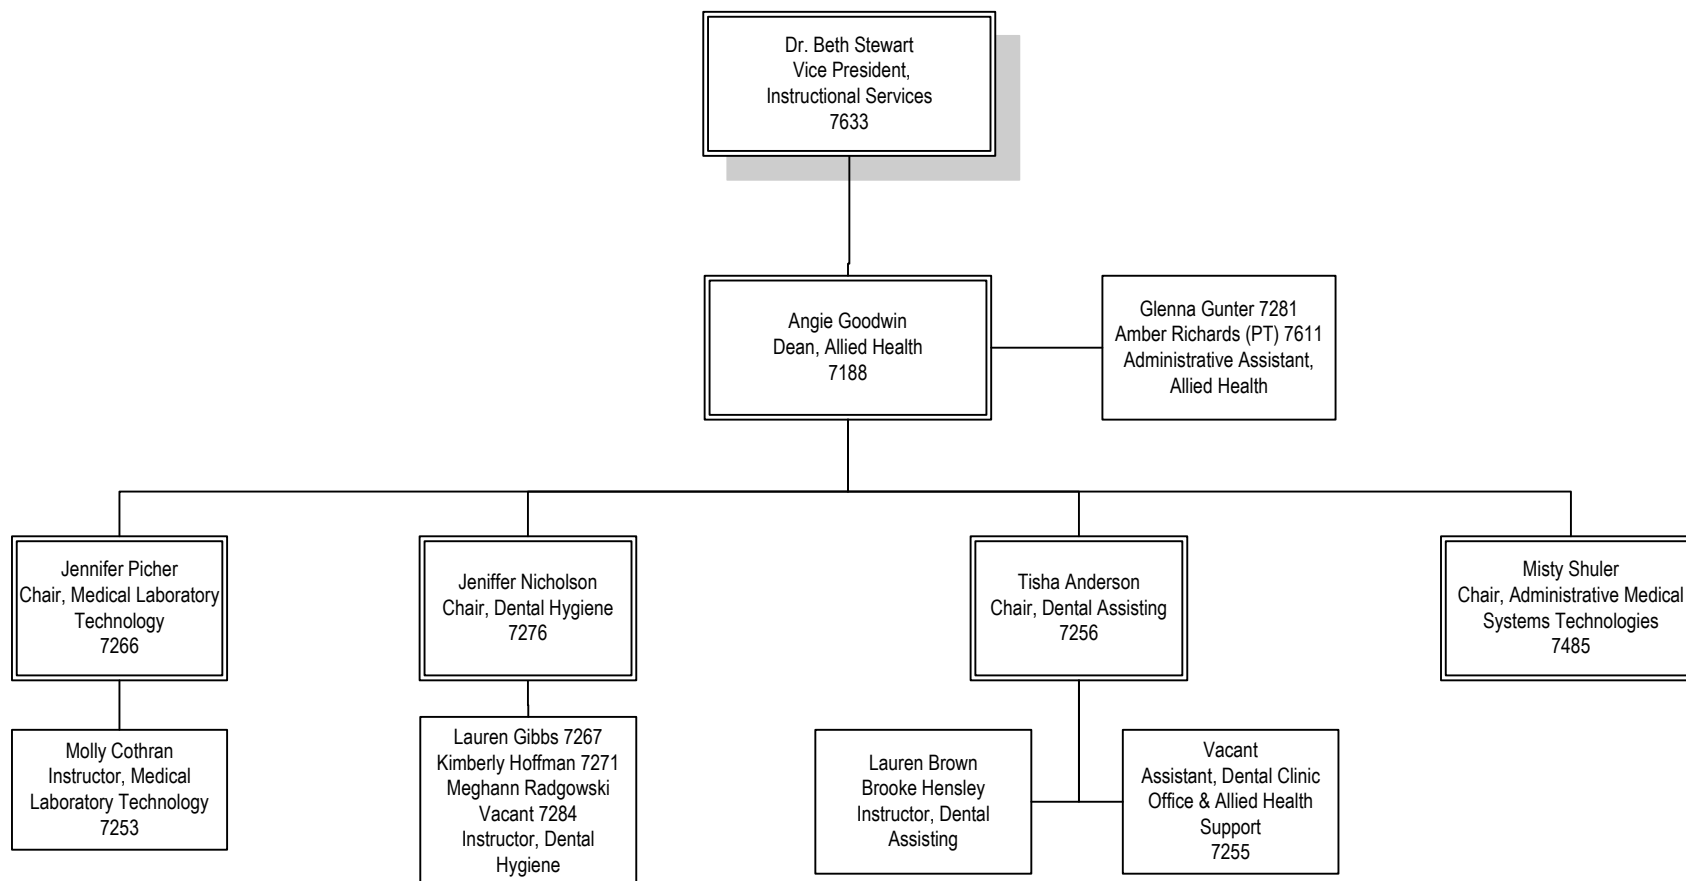 Dr. Beth Stewart
Vice President,
Instructional Services
7633
Angie Goodwin
Dean, Allied Health
7188
Glenna Gunter 7281
Amber Richards (PT) 7611
Administrative Assistant,
Allied Health
Jennifer Picher
Chair, Medical Laboratory
Technology
7266
Jeniffer Nicholson
Chair, Dental Hygiene
7276
Tisha Anderson
Chair, Dental Assisting
7256
Misty Shuler
Chair, Administrative Medical
Systems Technologies
7485
Molly Cothran
Instructor, Medical
Laboratory Technology
7253
Lauren Gibbs 7267
Kimberly Hoffman 7271
Meghann Radgowski
Vacant 7284
Instructor, Dental
Hygiene
Lauren Brown
Brooke Hensley
Instructor, Dental
Assisting
Vacant
Assistant, Dental Clinic
Office & Allied Health
Support
7255